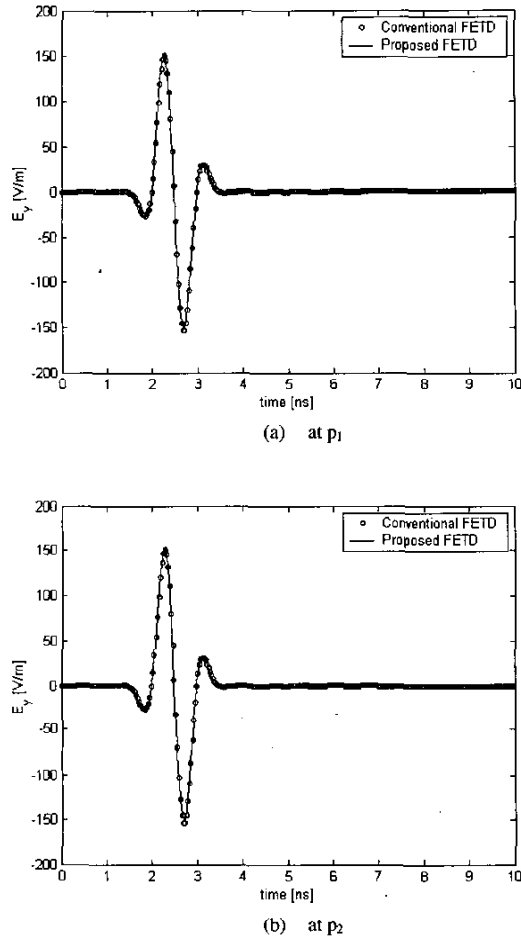 200
Conventional FETD
Proposed FETD
150
100
50
0
-50
-100
-150
-200
E_y [V/m]
0 1 2 3 4 5 6 7 8 9 10
time [ns]
(a) at p₁
200
Conventional FETD
Proposed FETD
150
100
50
0
-50
-100
-150
-200
E_y [V/m]
0 1 2 3 4 5 6 7 8 9 10
time [ns]
(b) at p₂